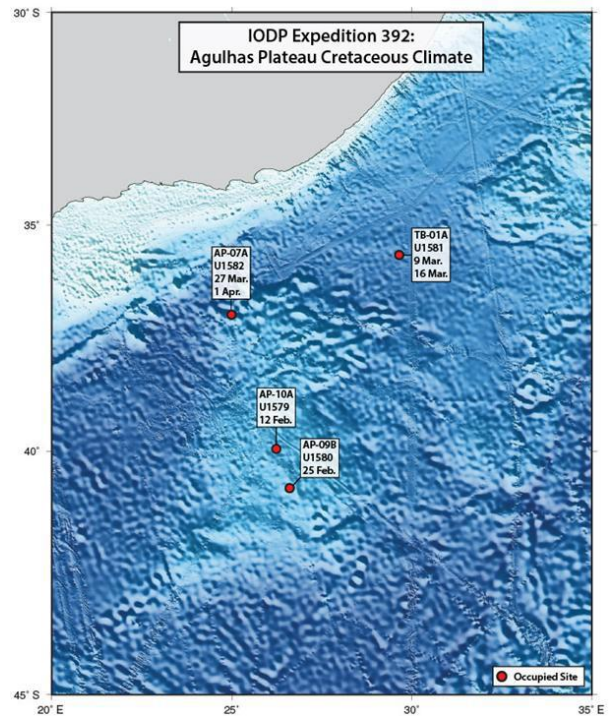 IODP Expedition 392:
Agulhas Plateau Cretaceous Climate
30° S
35°
40°
45° S
20° E
25°
30°
35° E
TB-01A
U1581
9 Mar.
16 Mar.
AP-07A
U1582
27 Mar.
1 Apr.
AP-10A
U1579
12 Feb.
AP-09B
U1580
25 Feb.
Occupied Site